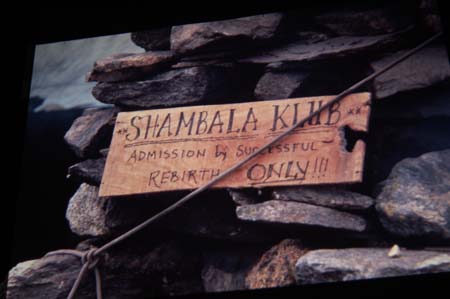 **SHAMBALA KLUB**
ADMISSION by SUCCESSFUL
REBIRTH ONLY!!!